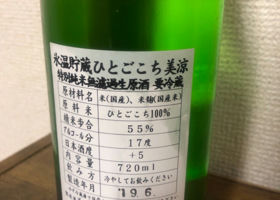 氷温貯蔵ひとごこち美涼
特別純米無濾過生原酒 要冷蔵
原材料名 米(国産)、米麹(国産米)
原料米 ひとごこち100%
精米歩合 55%
アルコール分 17度
日本酒度 +5
内容量 720ml
飲み方 冷やしてお飲みください
製造年月 '19.6